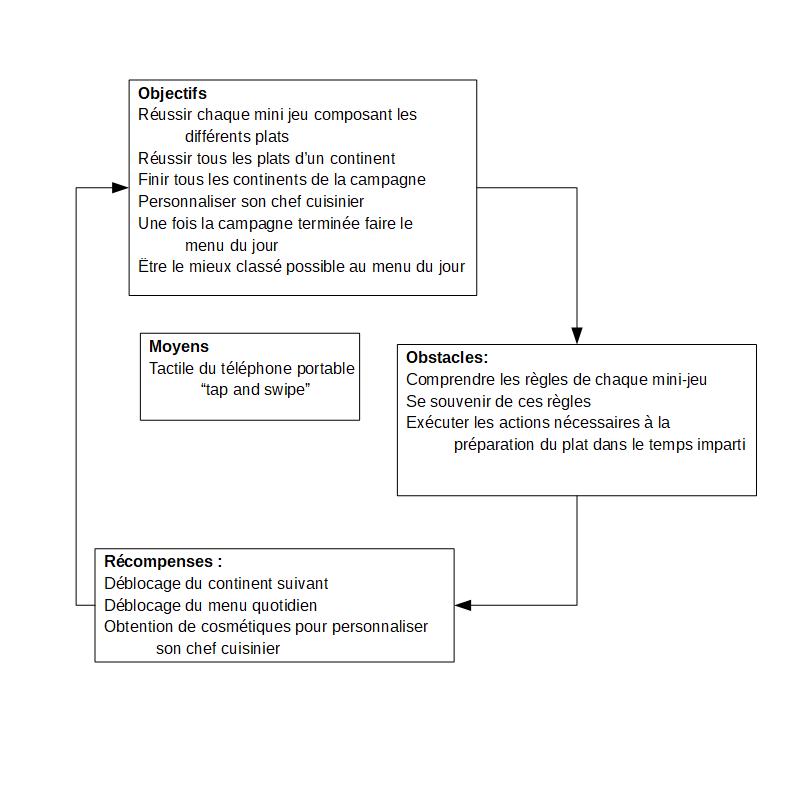 Objectifs
Réussir chaque mini jeu composant les
différents plats
Réussir tous les plats d'un continent
Finir tous les continents de la campagne
Personnaliser son chef cuisinier
Une fois la campagne terminée faire le
menu du jour
Être le mieux classé possible au menu du jour
Moyens
Tactile du téléphone portable
“tap and swipe”
Obstacles:
Comprendre les règles de chaque mini-jeu
Se souvenir de ces règles
Exécuter les actions nécessaires à la
préparation du plat dans le temps imparti
Récompenses :
Déblocage du continent suivant
Déblocage du menu quotidien
Obtention de cosmétiques pour personnaliser
son chef cuisinier